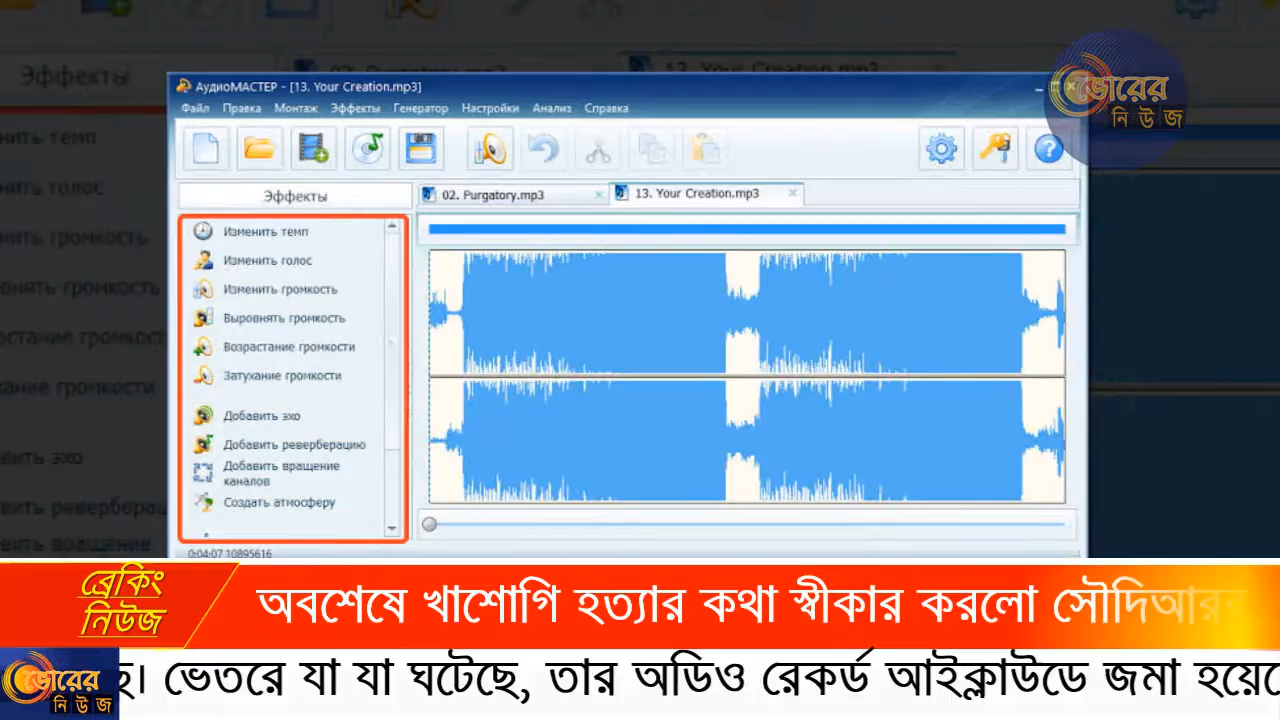 Эффекты
АудиоМАСТЕР - [13. Your Creation.mp3]
ভোরের
নিউজ
Файл Правка Монтаж Эффекты Генератор Настройки Анализ Справка
Эффекты
02. Purgatory.mp3
13. Your Creation.mp3
Изменить темп
Изменить голос
Изменить громкость
Выровнять громкость
Возрастание громкости
Затухание громкости
Добавить эхо
Добавить реверберацию
Добавить вращение
каналов
Создать атмосферу
0:04:07 10895616
ব্রেকিং
নিউজ
অবশেষে খাশোগি হত্যার কথা স্বীকার করলো সৌদিআরব
ভেতরে যা যা ঘটেছে, তার অডিও রেকর্ড আইক্লাউডে জমা
ভোরের
নিউজ